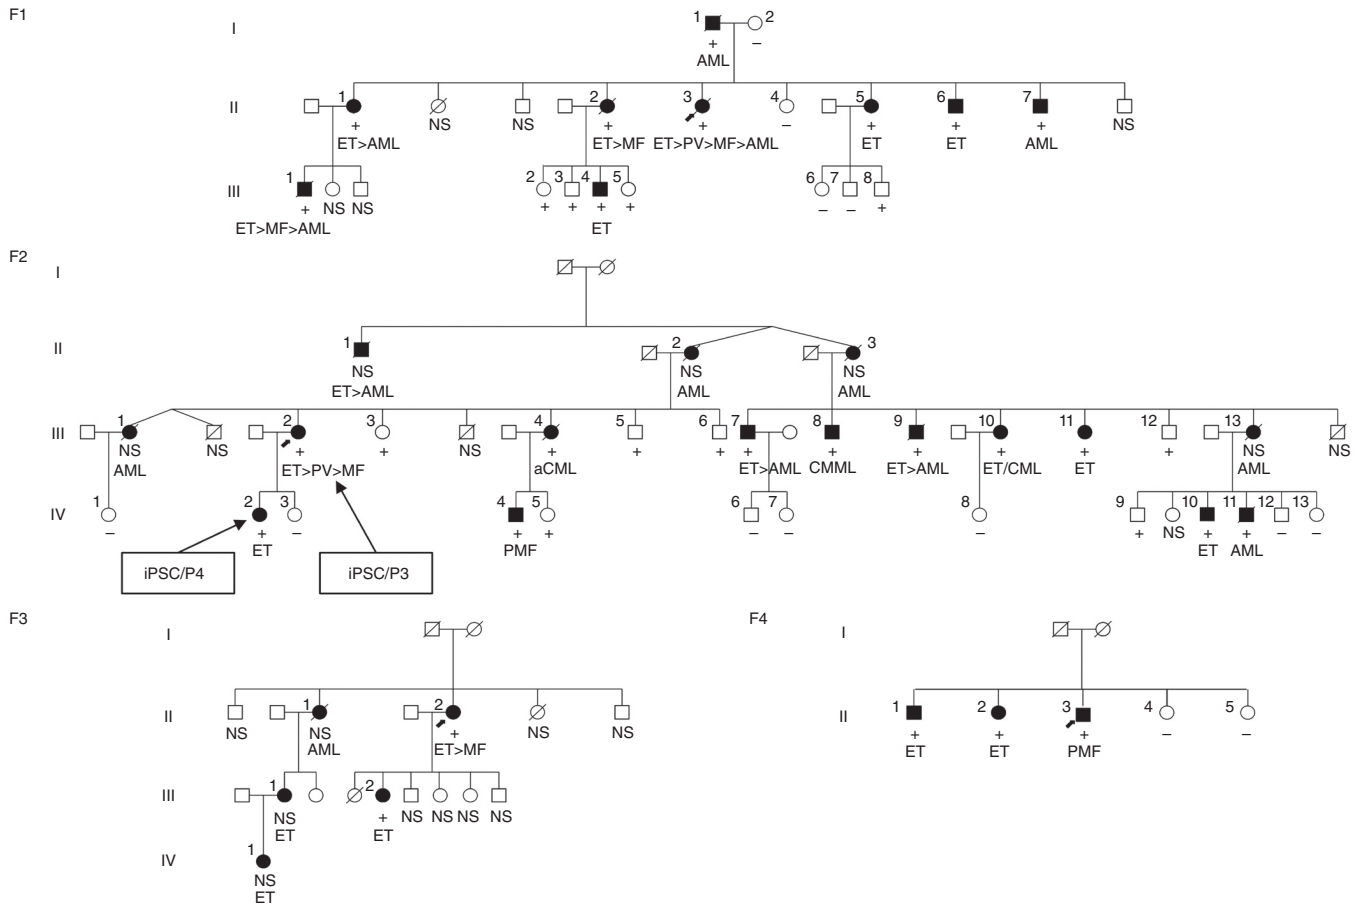 F1
I
1
2
+
–
AML
II
1
2
3
4
5
6
7
+
NS
NS
+
+
–
+
+
+
NS
ET>AML
ET>MF
ET>PV>MF>AML
ET
ET
AML
III
1
2
3
4
5
6
7
8
+
NS
NS
+
+
+
+
–
–
+
ET>MF>AML
ET
F2
I
II
1
2
3
NS
NS
NS
ET>AML
AML
AML
III
1
2
3
4
5
6
7
8
9
10
11
12
13
NS
NS
+
+
NS
+
+
+
+
+
+
+
+
+
NS
NS
AML
ET>PV>MF
aCML
ET>AML
CMML
ET>AML
ET/CML
ET
AML
IV
1
2
3
4
5
6
7
8
9
10
11
12
13
–
+
–
+
+
–
–
–
+
NS
+
+
–
–
ET
PMF
ET
AML
iPSC/P4
iPSC/P3
F3
I
II
1
2
NS
NS
+
NS
NS
AML
ET>MF
III
1
2
NS
+
NS
NS
NS
NS
ET
ET
IV
1
NS
ET
F4
I
II
1
2
3
4
5
+
+
+
–
–
ET
ET
PMF